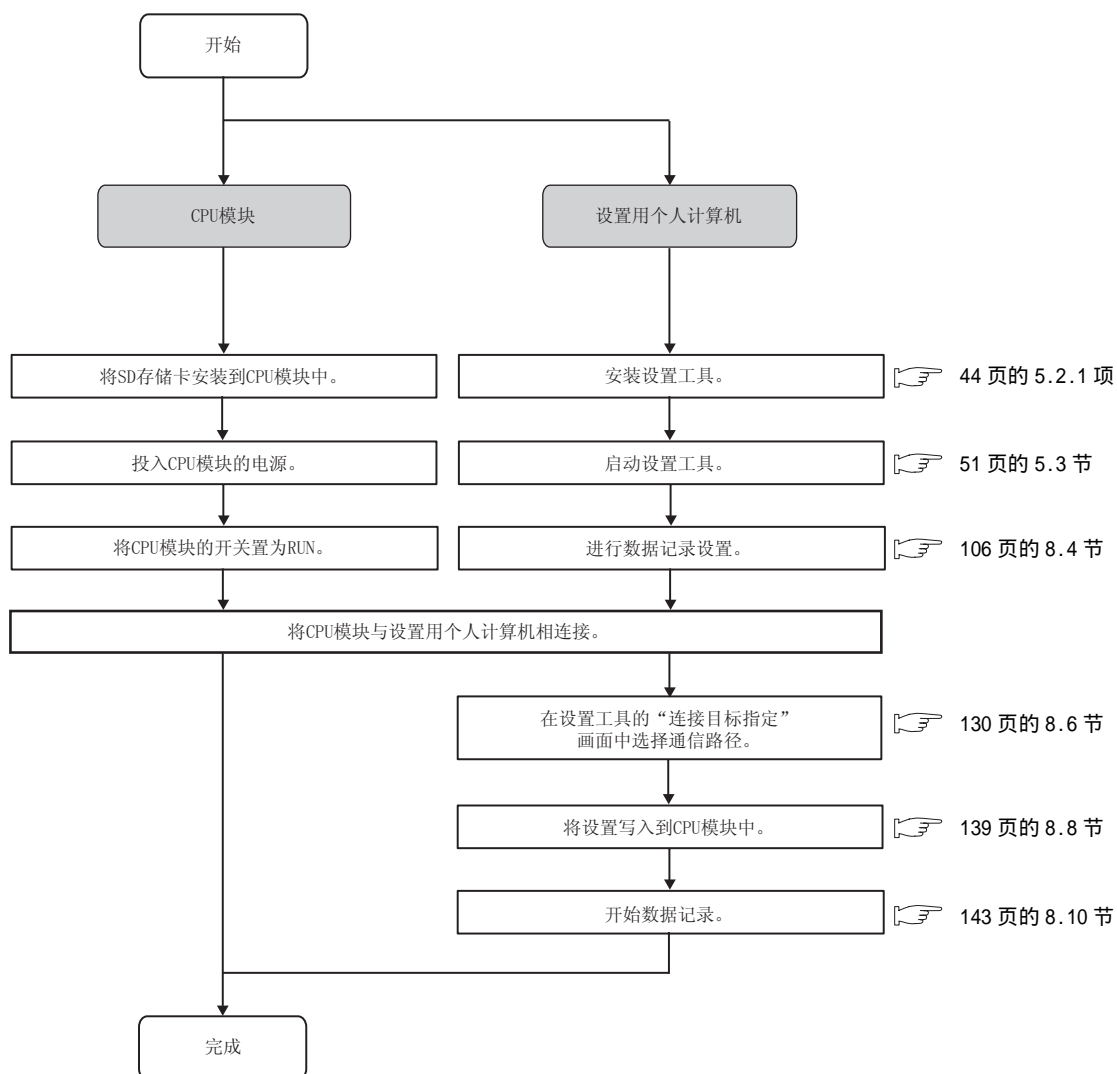 开始
CPU模块
设置用个人计算机
将SD存储卡安装到CPU模块中。
安装设置工具。
44 页的 5.2.1 项
投入CPU模块的电源。
启动设置工具。
51 页的 5.3 节
将CPU模块的开关置为RUN。
进行数据记录设置。
106 页的 8.4 节
将CPU模块与设置用个人计算机相连接。
在设置工具的“连接目标指定”
画面中选择通信路径。
130 页的 8.6 节
将设置写入到CPU模块中。
139 页的 8.8 节
开始数据记录。
143 页的 8.10 节
完成